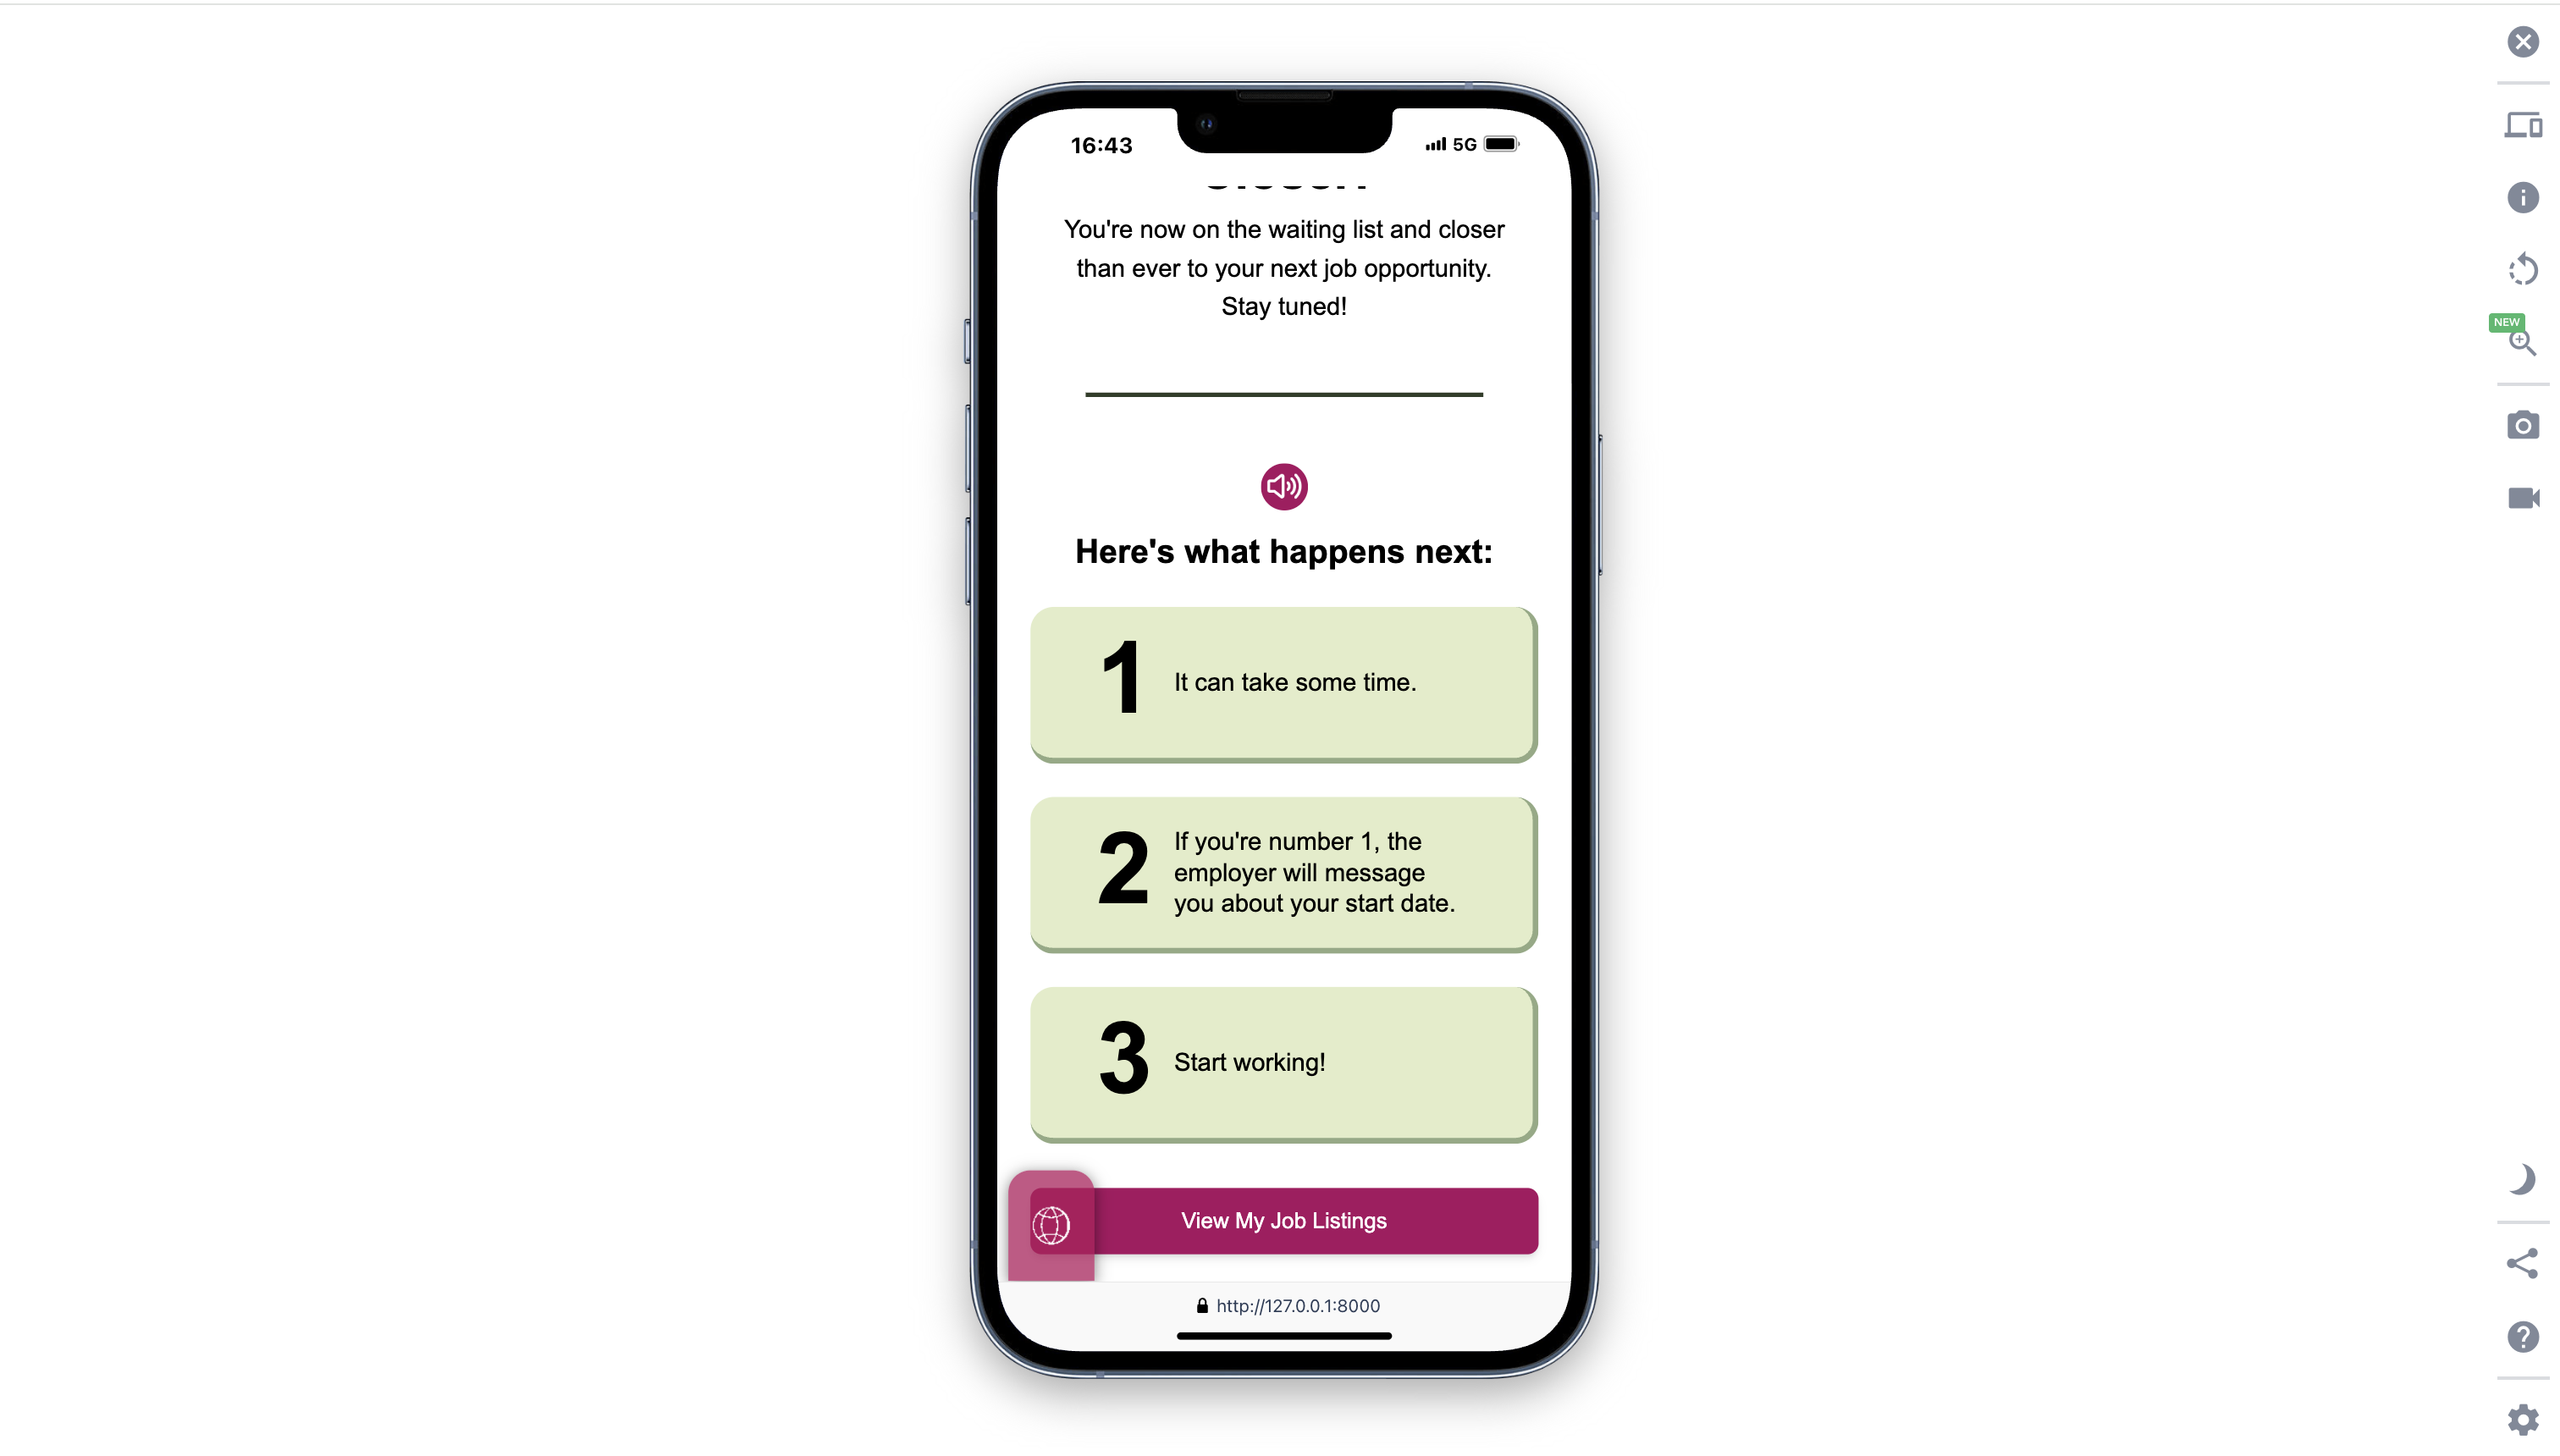 16:43
5G
You're now on the waiting list and closer
than ever to your next job opportunity.
Stay tuned!
NEW
Here's what happens next:
1
It can take some time.
2
If you're number 1, the
employer will message
you about your start date.
3
Start working!
View My Job Listings
http://127.0.0.1:8000